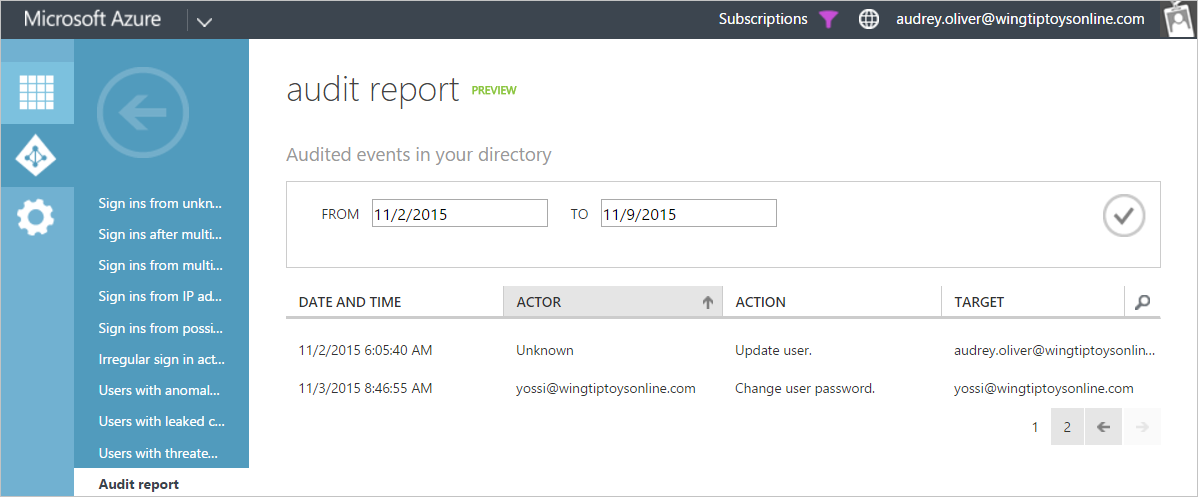 Microsoft Azure
Subscriptions
audrey.oliver@wingtiptoysonline.com
audit report PREVIEW
Audited events in your directory
FROM 11/2/2015 TO 11/9/2015
Sign ins from unkn...
Sign ins after multi...
Sign ins from multi...
Sign ins from IP ad...
Sign ins from possi...
Irregular sign in act...
Users with anomal...
Users with leaked c...
Users with threate...
Audit report
DATE AND TIME ACTOR ACTION TARGET
11/2/2015 6:05:40 AM Unknown Update user. audrey.oliver@wingtiptoysonlin...
11/3/2015 8:46:55 AM yossi@wingtiptoysonline.com Change user password. yossi@wingtiptoysonline.com
1 2